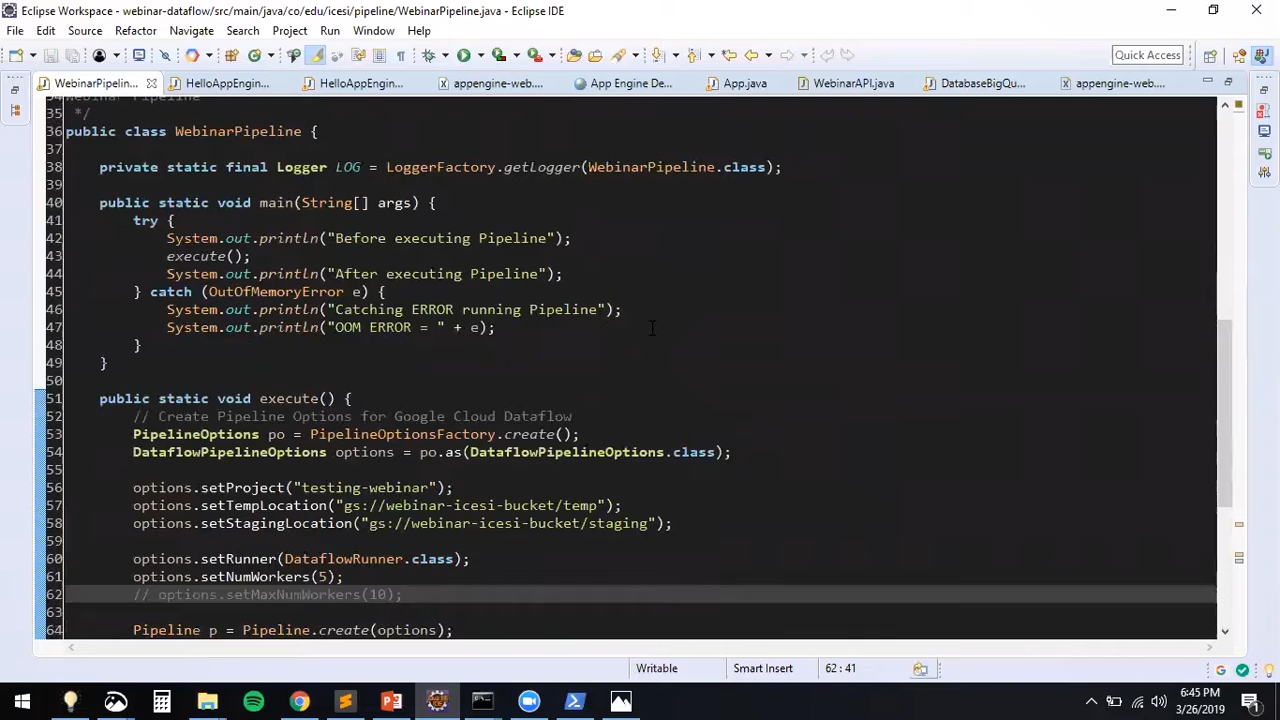 Eclipse Workspace - webinar-dataflow/src/main/java/co/edu/icesi/pipeline/WebinarPipeline.java - Eclipse IDE
File Edit Source Refactor Navigate Search Project Run Window Help
Quick Access
WebinarPipelin... HelloAppEngin... HelloAppEngin... appengine-web.... App Engine De... App.java WebinarAPI.java DatabaseBigQu... appengine-web....
34 Webinar Pipeline
35 */
36 public class WebinarPipeline {
37
38 private static final Logger LOG = LoggerFactory.getLogger(WebinarPipeline.class);
39
40 public static void main(String[] args) {
41 try {
42 System.out.println("Before executing Pipeline");
43 execute();
44 System.out.println("After executing Pipeline");
45 } catch (OutOfMemoryError e) {
46 System.out.println("Catching ERROR running Pipeline");
47 System.out.println("OOM ERROR = " + e);
48 }
49 }
50
51 public static void execute() {
52 // Create Pipeline Options for Google Cloud Dataflow
53 PipelineOptions po = PipelineOptionsFactory.create();
54 DataflowPipelineOptions options = po.as(DataflowPipelineOptions.class);
55
56 options.setProject("testing-webinar");
57 options.setTempLocation("gs://webinar-icesi-bucket/temp");
58 options.setStagingLocation("gs://webinar-icesi-bucket/staging");
59
60 options.setRunner(DataflowRunner.class);
61 options.setNumWorkers(5);
62 // options.setMaxNumWorkers(10);
63
64 Pipeline p = Pipeline.create(options);
Writable Smart Insert 62 : 41
6:45 PM
3/26/2019